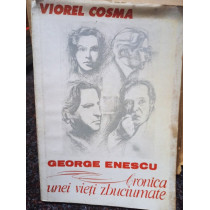 VIOREL COSMA
GEORGE ENESCU
Cronica
unei vieți zbuciumate